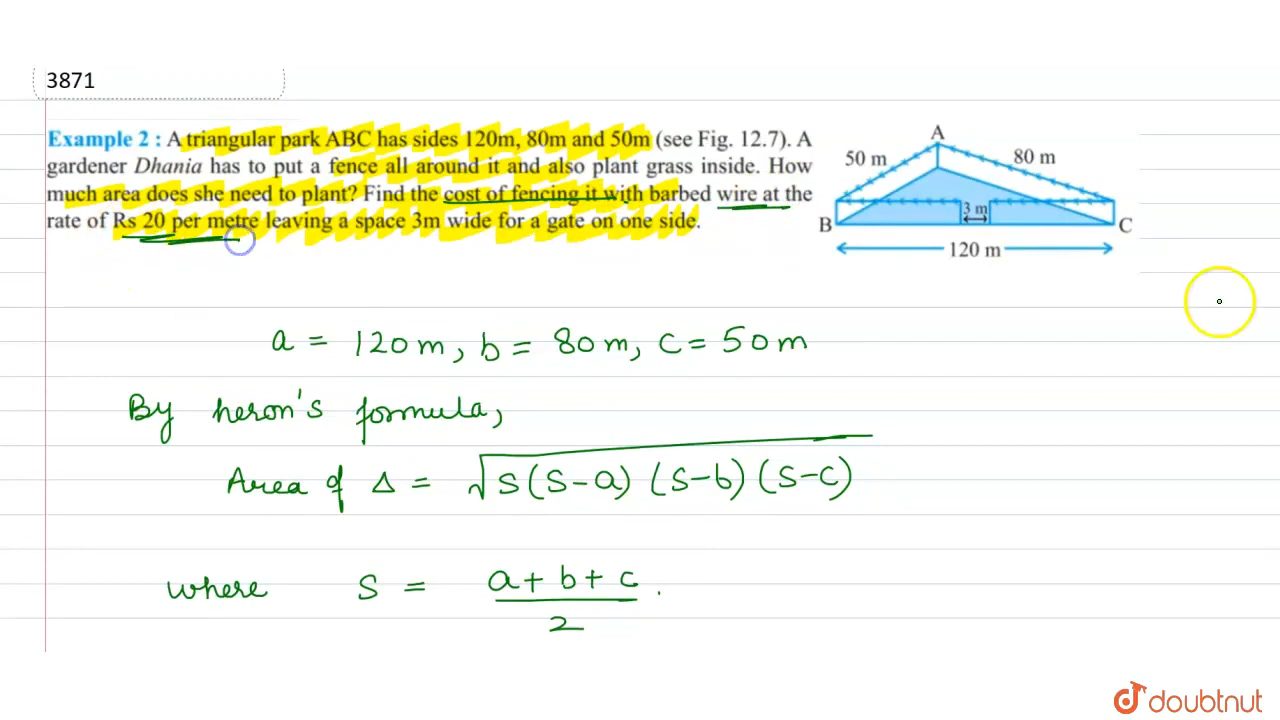 3871
Example 2 : A triangular park ABC has sides 120m, 80m and 50m (see Fig. 12.7). A
gardener Dhania has to put a fence all around it and also plant grass inside. How
much area does she need to plant? Find the cost of fencing it with barbed wire at the
rate of Rs 20 per metre leaving a space 3m wide for a gate on one side.
A
50 m
80 m
3 m
B
C
120 m
a = 120 m, b = 80 m, c = 50 m
By heron's formula,
Area of Δ = √s(s-a) (s-b) (s-c)
where s = a + b + c / 2 .
doubtnut